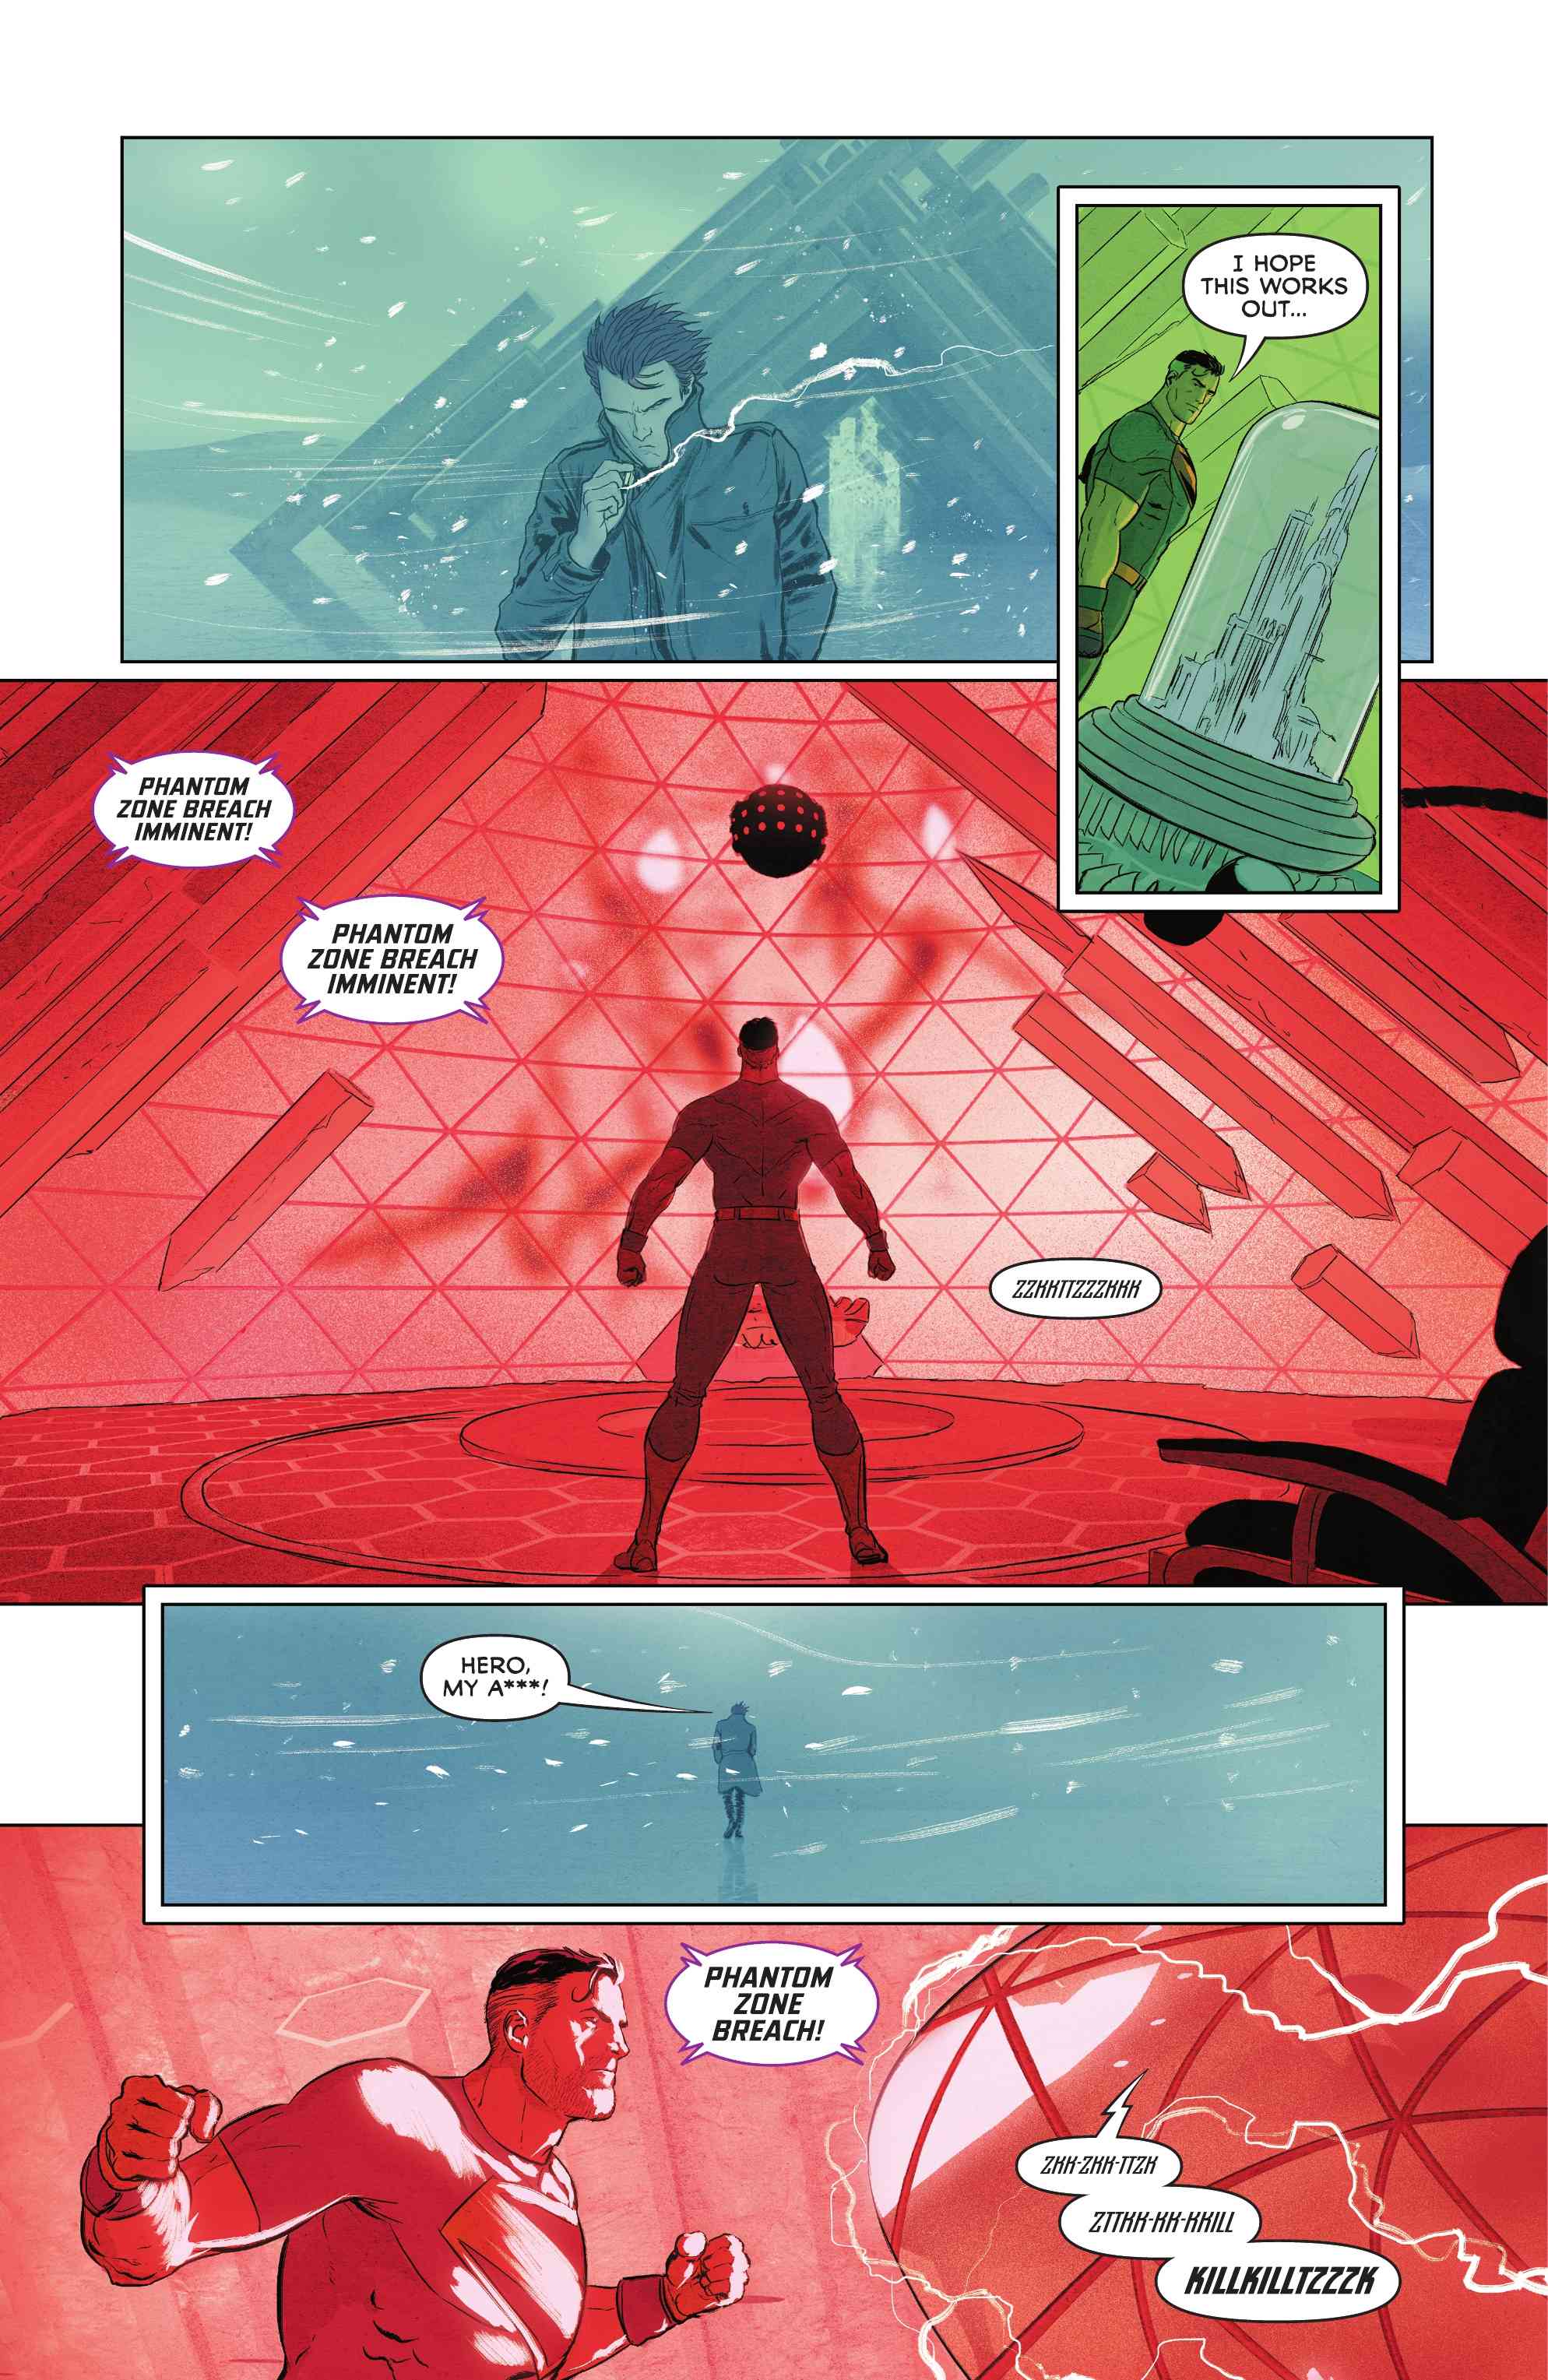 I HOPE
THIS WORKS
OUT...
PHANTOM
ZONE BREACH
IMMINENT!
PHANTOM
ZONE BREACH
IMMINENT!
ZZKKTTZZZKKK
HERO,
MY A***!
PHANTOM
ZONE
BREACH!
ZKK-ZKK-TTZK
ZTTKK-KK-KKILL
KILLKILLTZZZK